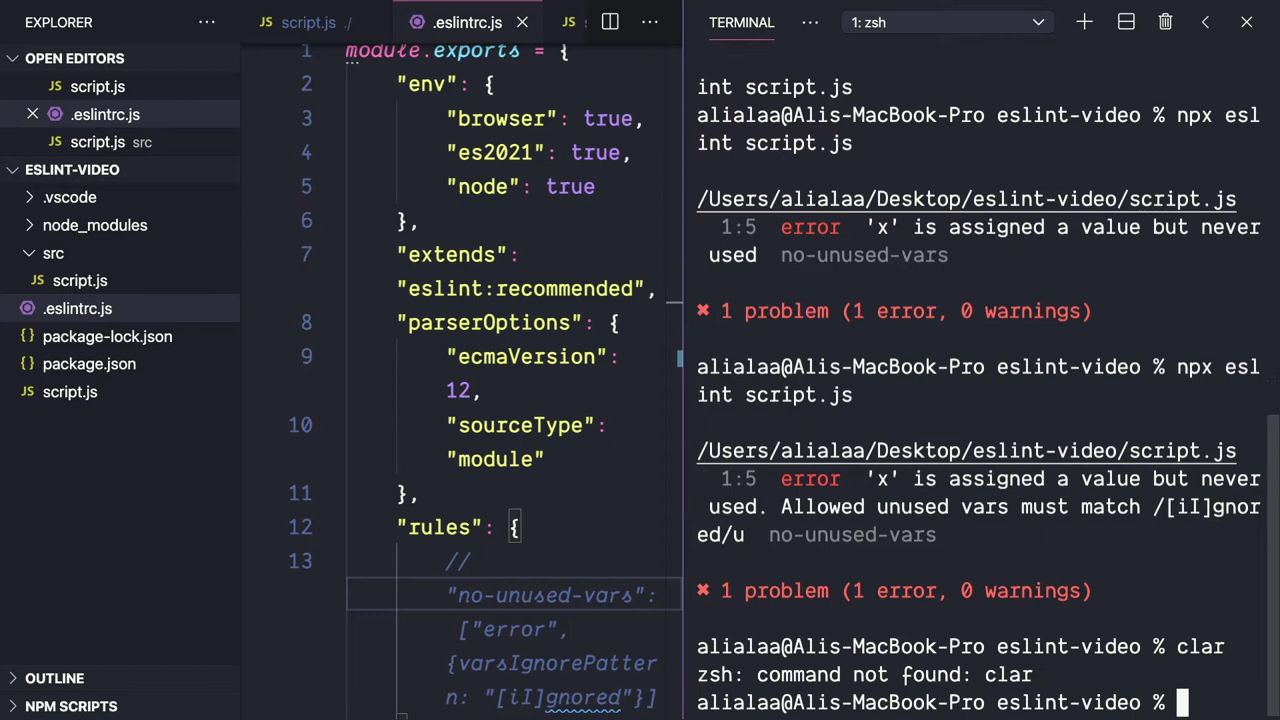 EXPLORER
OPEN EDITORS
JS script.js
.eslintrc.js
JS script.js src
ESLINT-VIDEO
.vscode
node_modules
src
JS script.js
.eslintrc.js
{} package-lock.json
{} package.json
JS script.js
OUTLINE
NPM SCRIPTS
JS script.js ./
.eslintrc.js
JS
1 module.exports = {
2 "env": {
3 "browser": true,
4 "es2021": true,
5 "node": true
6 },
7 "extends":
"eslint:recommended",
8 "parserOptions": {
9 "ecmaVersion":
12,
10 "sourceType":
"module"
11 },
12 "rules": {
13 //
"no-unused-vars":
["error",
{varsIgnorePatter
n: "[iI]gnored"}]
TERMINAL
1: zsh
int script.js
alialaa@Alis-MacBook-Pro eslint-video % npx esl
int script.js
/Users/alialaa/Desktop/eslint-video/script.js
1:5 error 'x' is assigned a value but never
used no-unused-vars
✖ 1 problem (1 error, 0 warnings)
alialaa@Alis-MacBook-Pro eslint-video % npx esl
int script.js
/Users/alialaa/Desktop/eslint-video/script.js
1:5 error 'x' is assigned a value but never
used. Allowed unused vars must match /[iI]gnor
ed/u no-unused-vars
✖ 1 problem (1 error, 0 warnings)
alialaa@Alis-MacBook-Pro eslint-video % clar
zsh: command not found: clar
alialaa@Alis-MacBook-Pro eslint-video %